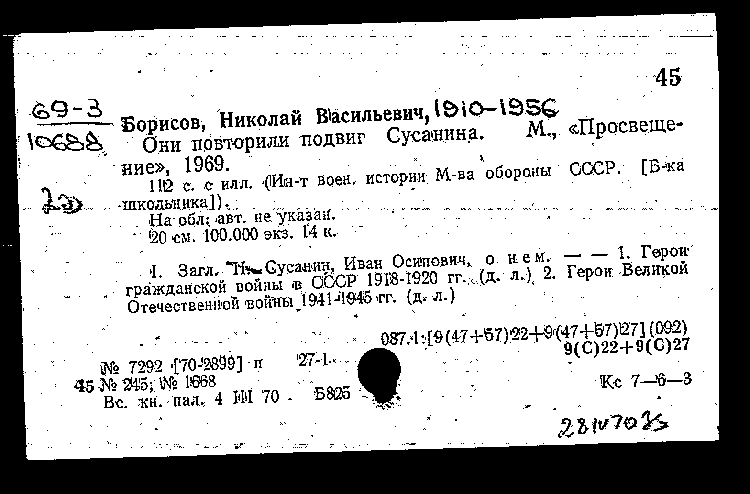 45
69-3
10688
Борисов, Николай Васильевич, 1910-1956
Они повторили подвиг Сусанина. М., «Просвеще-
ние», 1969.
112 с. с илл. (Ин-т воен. истории М-ва обороны СССР. [Б-ка
школьника]).
На обл: авт. не указан.
20 см. 100.000 экз. 14 к.
1. Загл. II. Сусанин, Иван Осипович, о нем. — — 1. Герои
гражданской войны в СССР 1918-1920 гг. (д. л.) 2. Герои Великой
Отечественной войны 1941-1945 гг. (д. л.)
087.1:[9(47+57)22+9(47+57)27] (092)
9(С)22+9(С)27
№ 7292 [70-2899] п 27-1
45 № 245; № 1668
Вс. кн. пал. 4 III 70 Б825
Кс 7—6—3